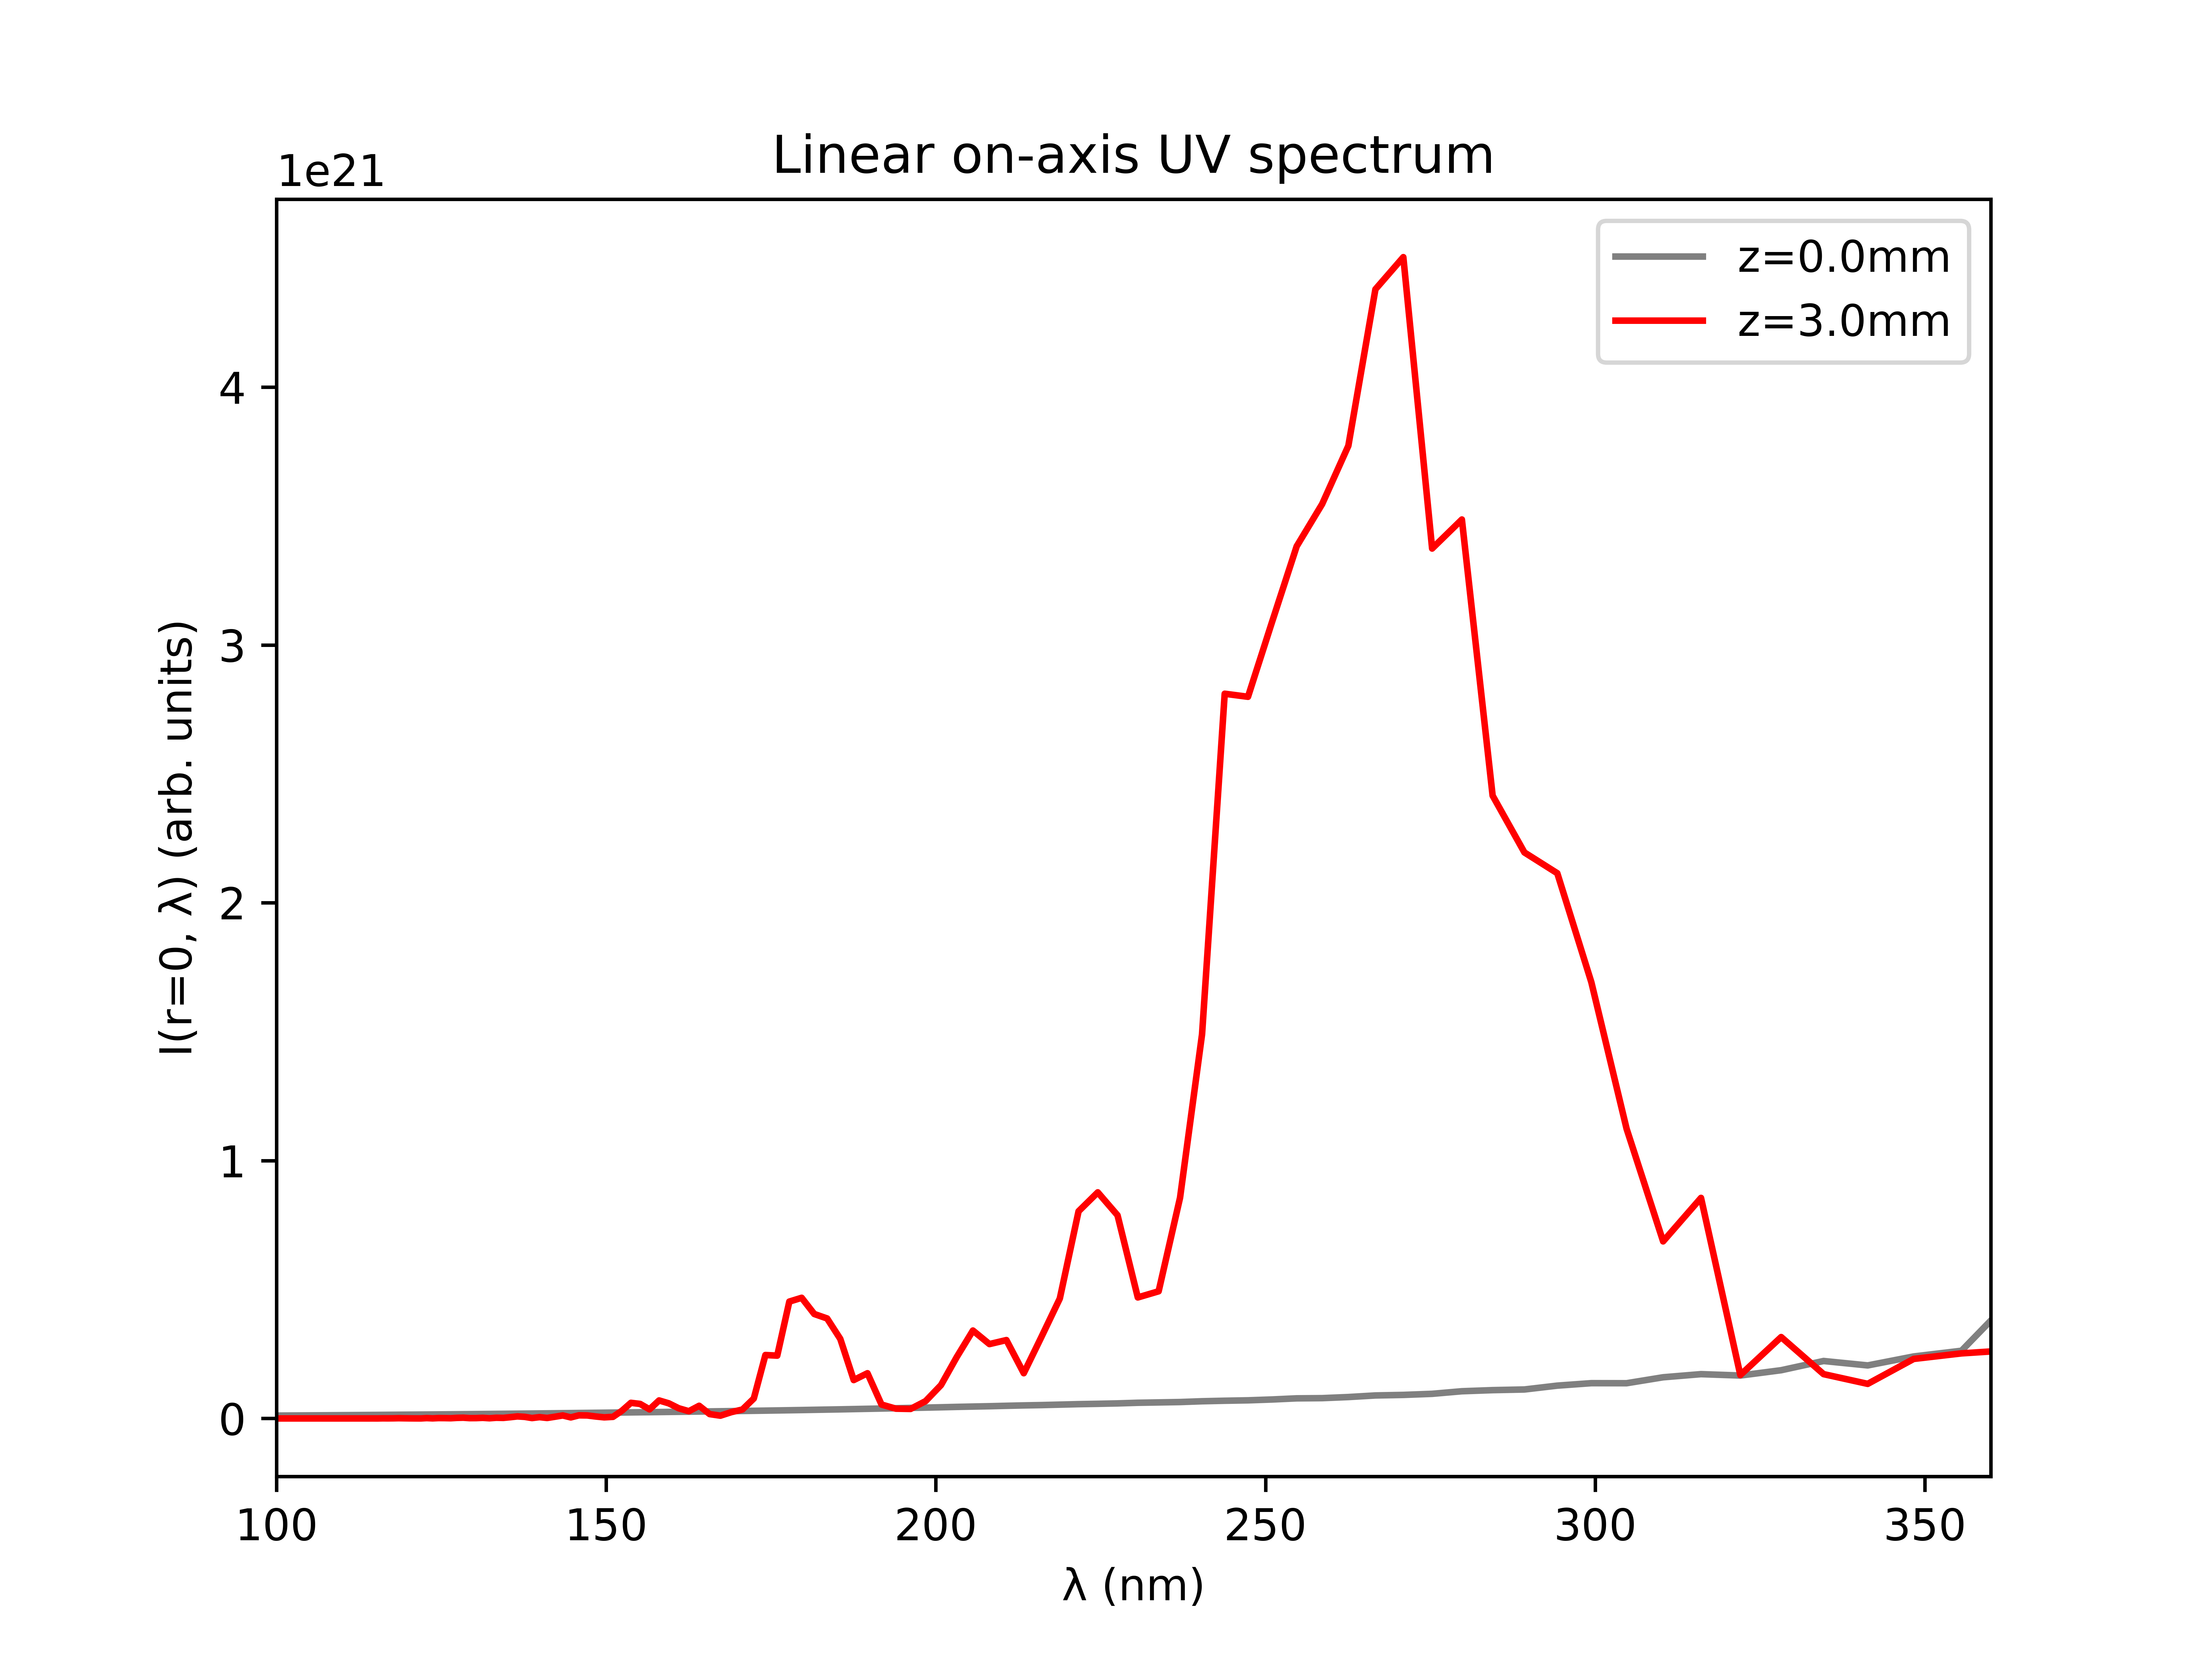 Linear on-axis UV spectrum
1e21
z=0.0mm
z=3.0mm
4
3
2
1
0
I(r=0, λ) (arb. units)
100 150 200 250 300 350
λ (nm)